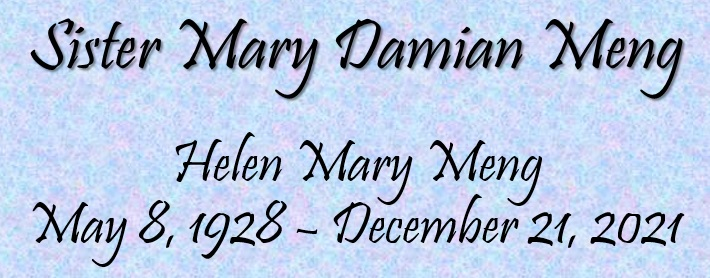 Sister Mary Damian Meng
Helen Mary Meng
May 8, 1928 – December 21, 2021